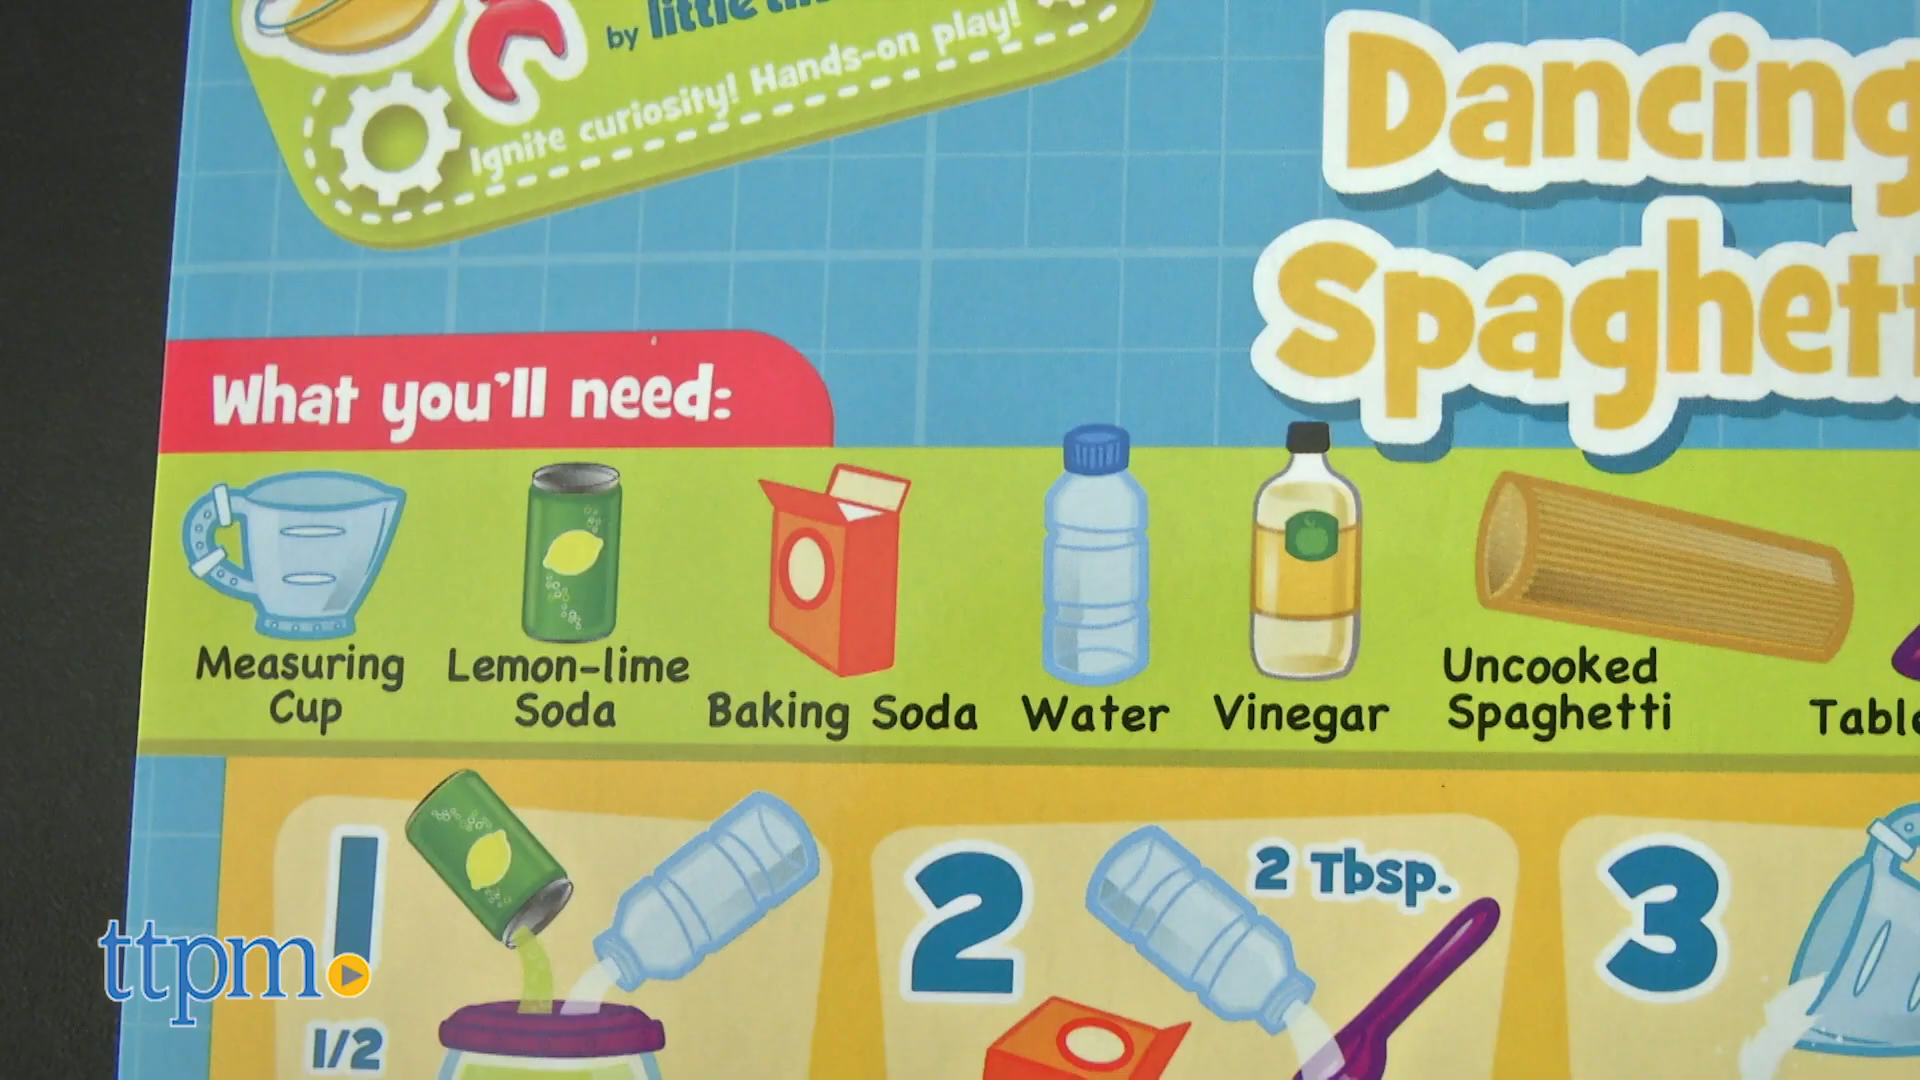 by little
Ignite curiosity! Hands-on play!
Dancing
Spaghett
What you'll need:
Measuring
Cup
Lemon-lime
Soda
Baking Soda
Water
Vinegar
Uncooked
Spaghetti
Table
1
2
2 Tbsp.
3
1/2
ttpm